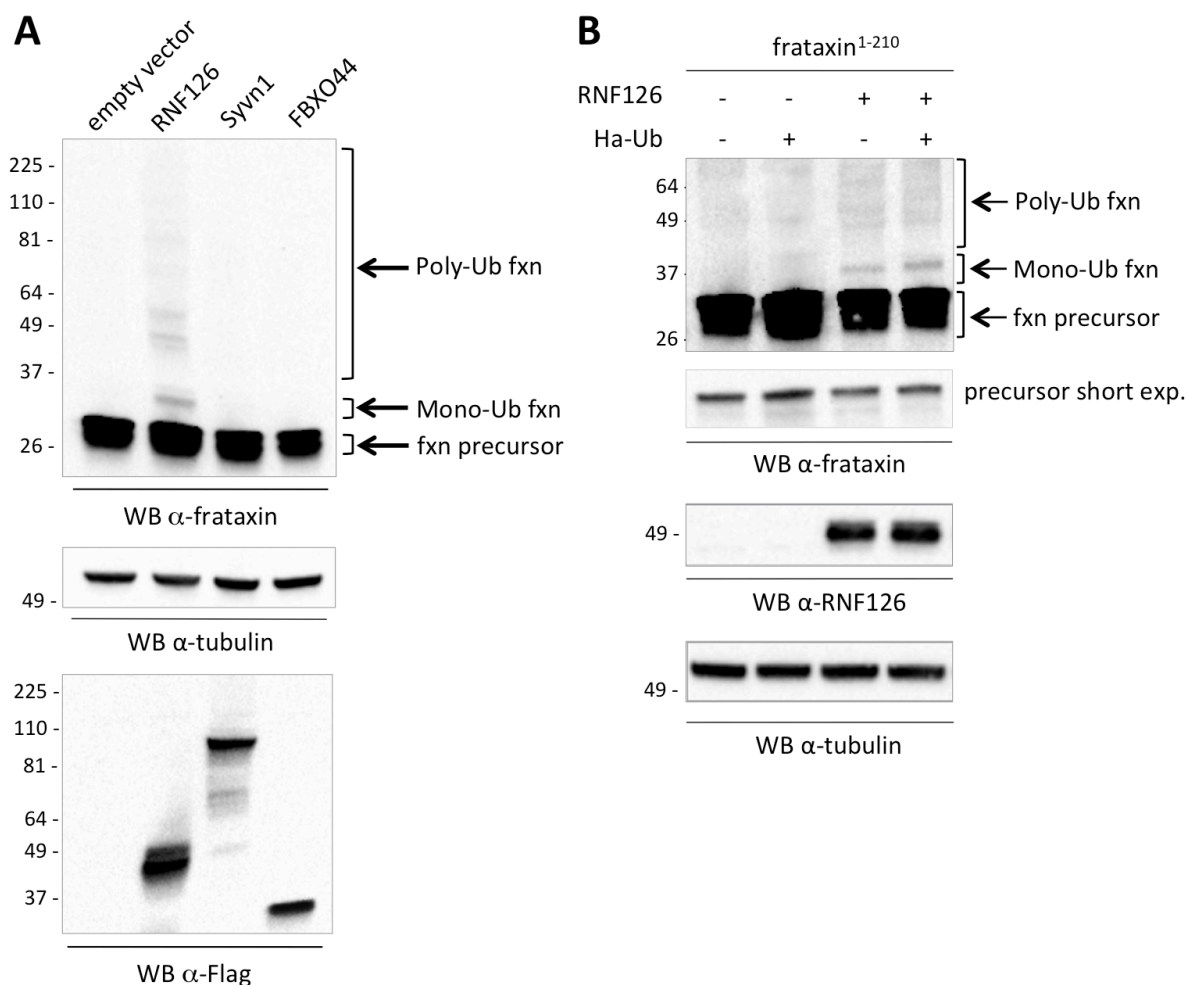 A
empty vector
RNF126
Syvn1
FBXO44
225 -
110 -
81 -
64 -
49 -
37 -
26 -
Poly-Ub fxn
Mono-Ub fxn
fxn precursor
WB α-frataxin
49 -
WB α-tubulin
225 -
110 -
81 -
64 -
49 -
37 -
WB α-Flag
B
frataxin¹⁻²¹⁰
RNF126 - - + +
Ha-Ub - + - +
64
49
37
26
Poly-Ub fxn
Mono-Ub fxn
fxn precursor
precursor short exp.
WB α-frataxin
49 -
WB α-RNF126
49 -
WB α-tubulin